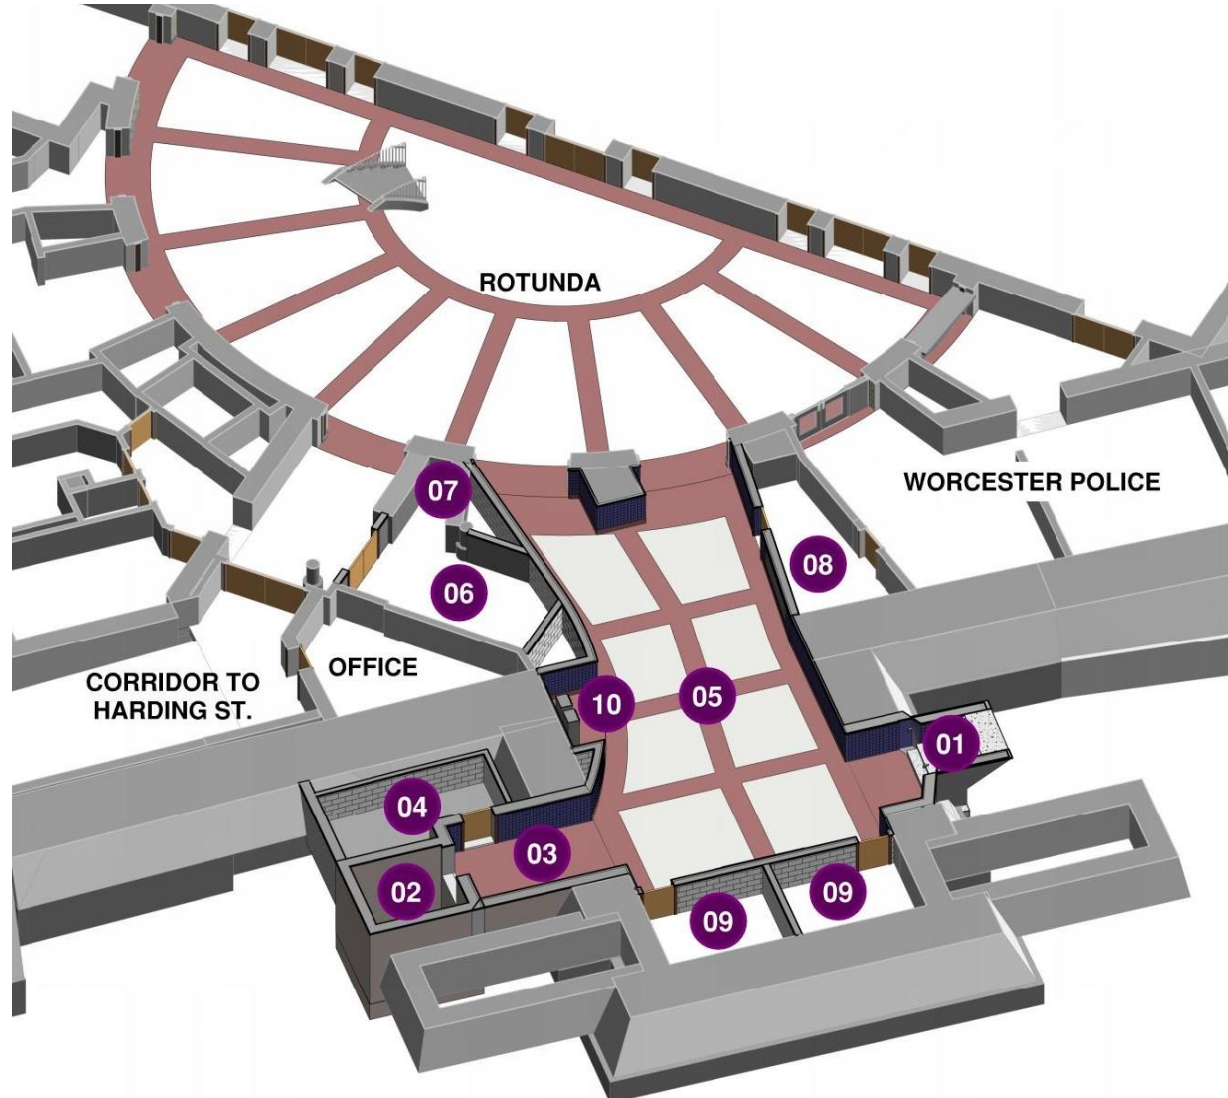 ROTUNDA
07
WORCESTER POLICE
08
06
OFFICE
CORRIDOR TO
HARDING ST.
10
05
01
04
03
02
09
09